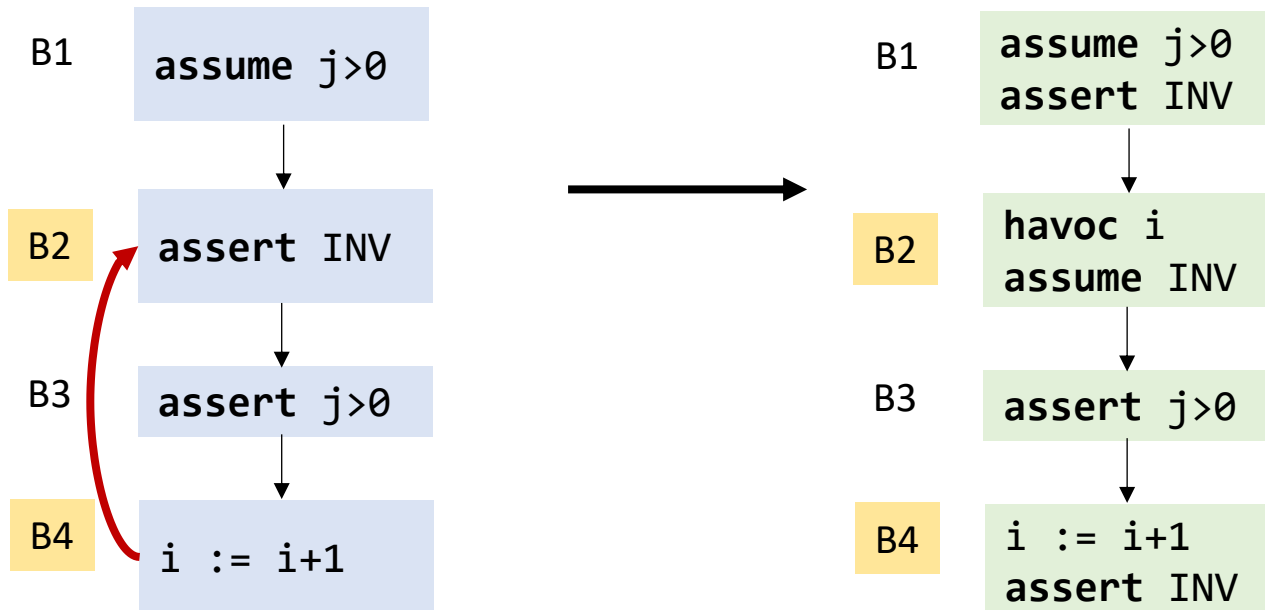 B1
assume j>0
B2
assert INV
B3
assert j>0
B4
i := i+1
B1
assume j>0
assert INV
B2
havoc i
assume INV
B3
assert j>0
B4
i := i+1
assert INV